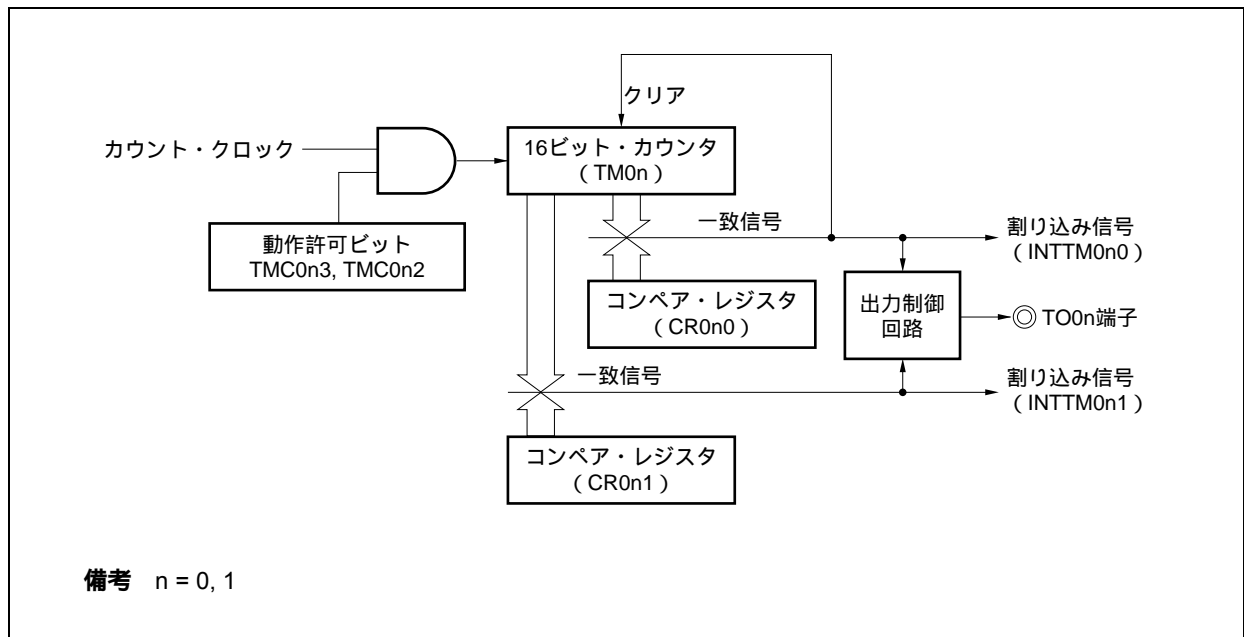 クリア
カウント・クロック
16ビット・カウンタ
( TM0n )
動作許可ビット
TMC0n3, TMC0n2
一致信号
割り込み信号
( INTTM0n0 )
コンペア・レジスタ
( CR0n0 )
出力制御
回路
TO0n端子
一致信号
割り込み信号
( INTTM0n1 )
コンペア・レジスタ
( CR0n1 )
備考 n = 0, 1